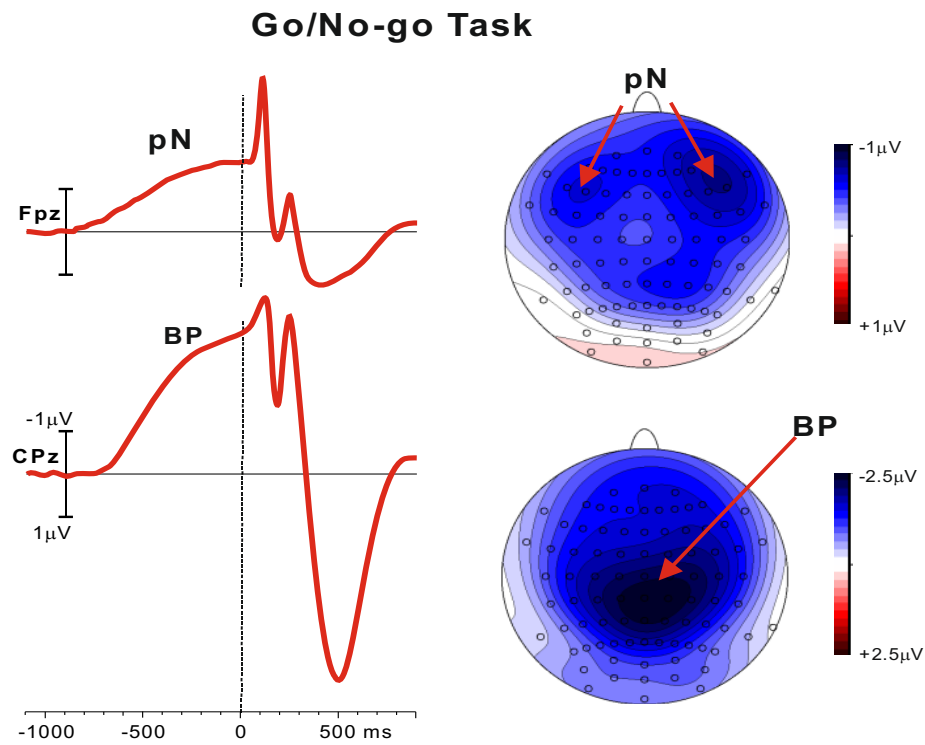 Go/No-go Task
pN
Fpz
BP
-1μV
CPz
1μV
-1000 -500 0 500 ms
pN
-1μV
+1μV
BP
-2.5μV
+2.5μV